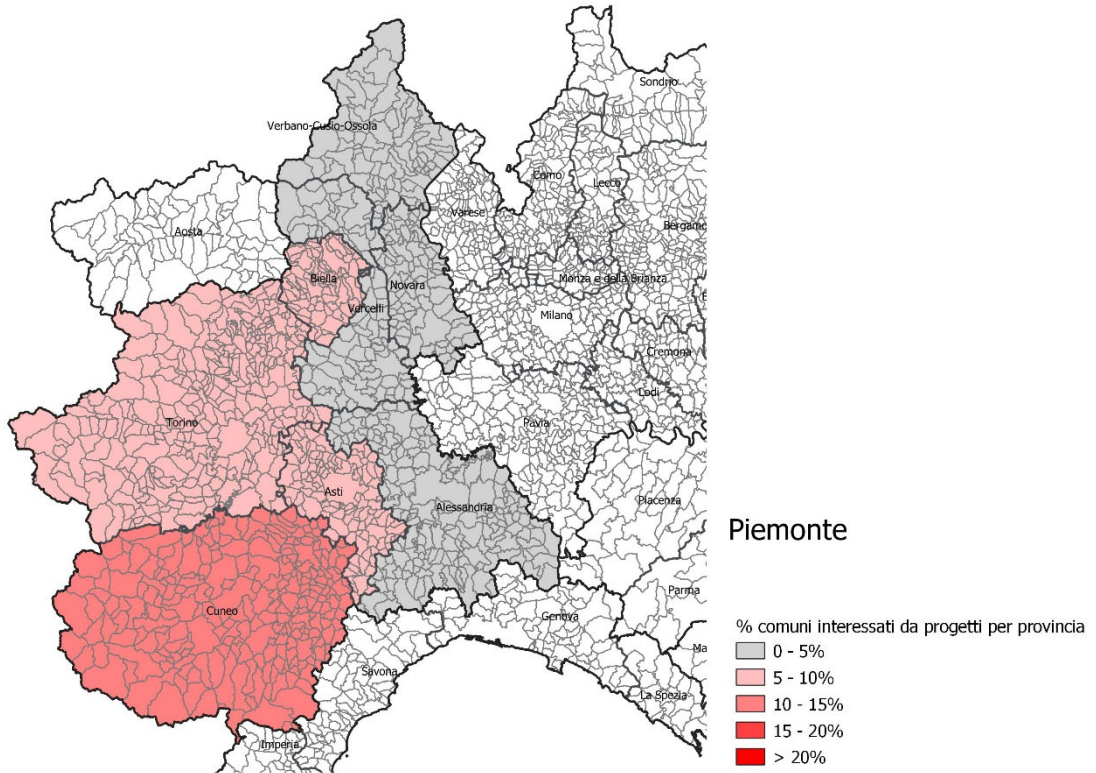 Sondrio
Verbano-Cusio-Ossola
Como
Lecco
Varese
Bergamo
Aosta
Biella
Novara
Monza e della Brianza
Vercelli
Milano
Cremona
Lodi
Torino
Pavia
Asti
Alessandria
Piacenza
Piemonte
Parma
Cuneo
Genova
Savona
La Spezia
Imperia
Ma
% comuni interessati da progetti per provincia
0 - 5%
5 - 10%
10 - 15%
15 - 20%
> 20%